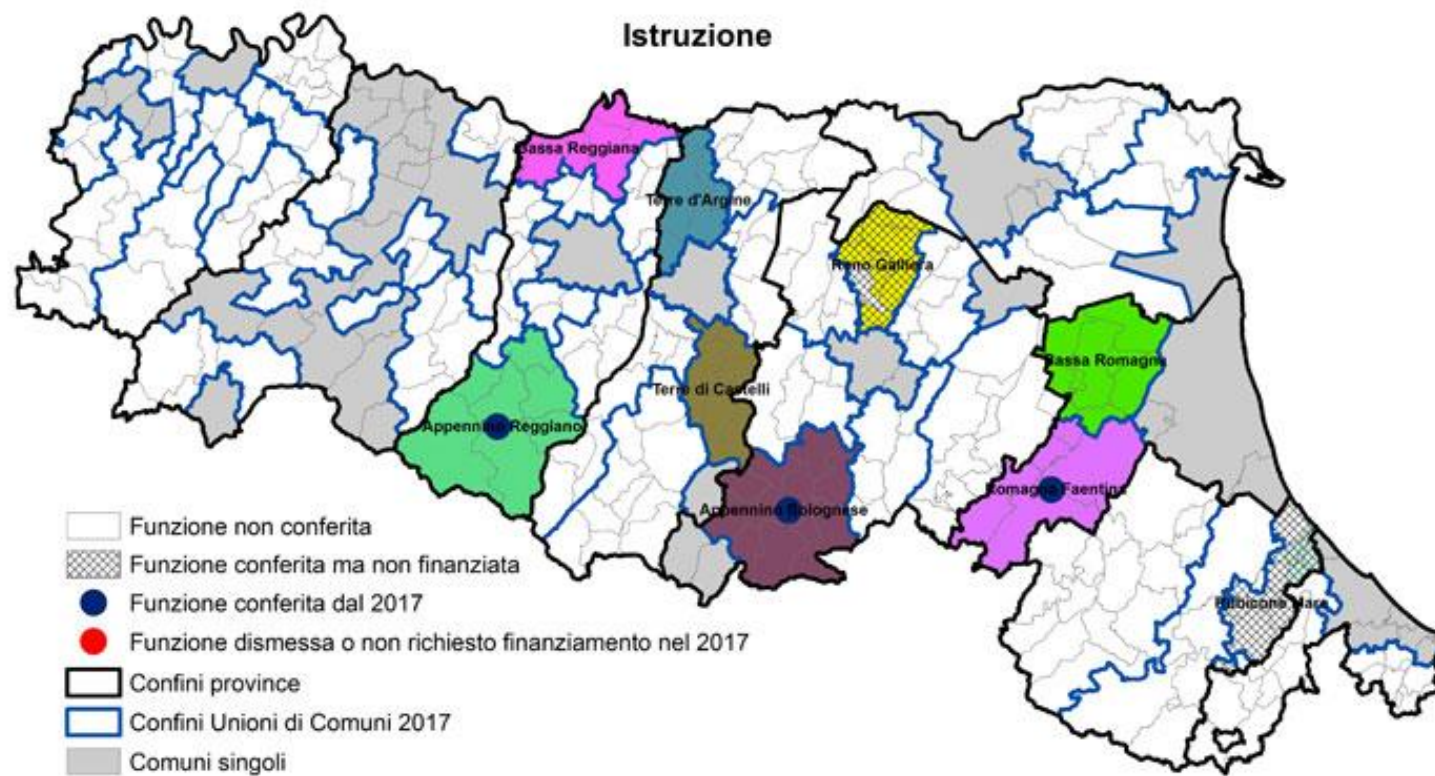 Istruzione
Bassa Reggiana
Terre d'Argine
Reno Galliera
Bassa Romagna
Terre di Castelli
Appennino Reggiano
Romagna Faentina
Appennino Bolognese
Rubicone Mare
Funzione non conferita
Funzione conferita ma non finanziata
Funzione conferita dal 2017
Funzione dismessa o non richiesto finanziamento nel 2017
Confini province
Confini Unioni di Comuni 2017
Comuni singoli